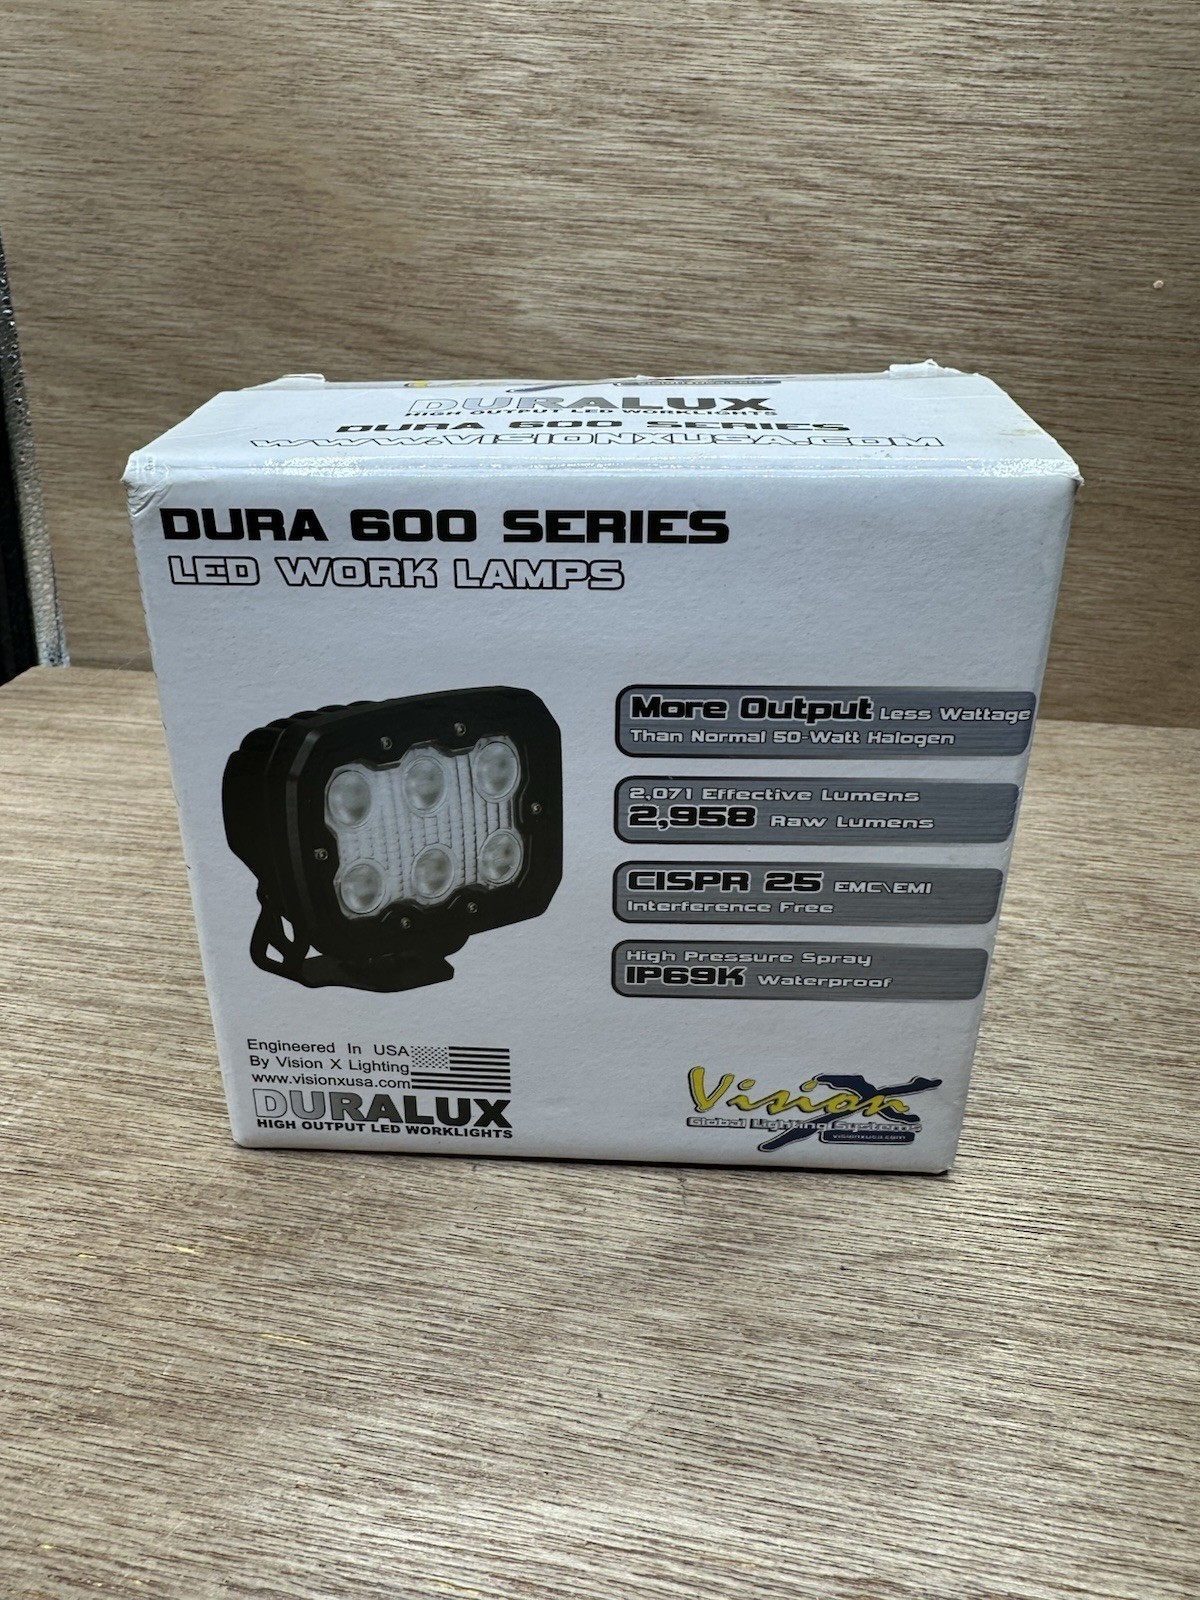 DURALUX
HIGH OUTPUT LED WORKLIGHTS
DURA 600 SERIES
WWW.VISIONXUSA.COM
DURA 600 SERIES
LED WORK LAMPS
More Output Less Wattage
Than Normal 50-Watt Halogen
2,071 Effective Lumens
2,958 Raw Lumens
CISPR 25 EMC\EMI
Interference Free
High Pressure Spray
IP69K Waterproof
Engineered In USA
By Vision X Lighting
www.visionxusa.com
DURALUX
HIGH OUTPUT LED WORKLIGHTS
Vision X
Global Lighting Systems
visionxusa.com